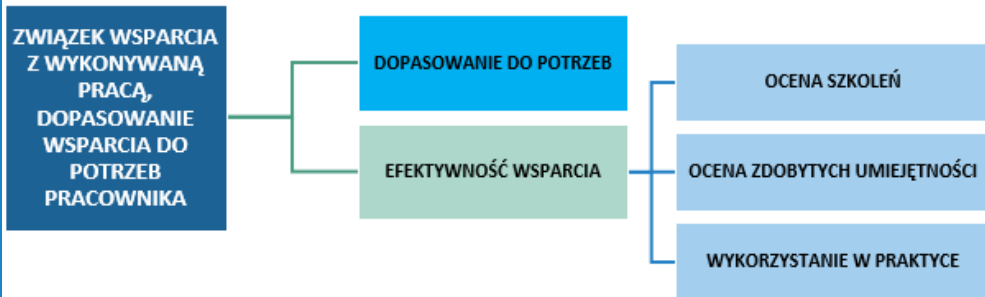 ZWIĄZEK WSPARCIA
Z WYKONYWANĄ
PRACĄ,
DOPASOWANIE
WSPARCIA DO
POTRZEB
PRACOWNIKA
DOPASOWANIE DO POTRZEB
EFEKTYWNOŚĆ WSPARCIA
OCENA SZKOLEŃ
OCENA ZDOBYTYCH UMIEJĘTNOŚCI
WYKORZYSTANIE W PRAKTYCE